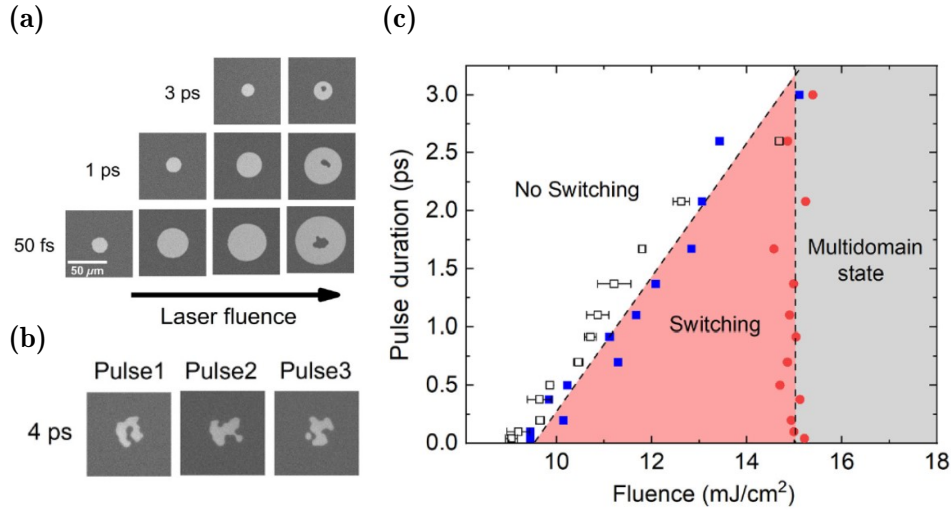 (a)
3 ps
1 ps
50 fs
50 µm
Laser fluence
(b)
Pulse1 Pulse2 Pulse3
4 ps
(c)
Pulse duration (ps)
3.0
2.5
2.0
1.5
1.0
0.5
0.0
No Switching
Switching
Multidomain
state
10 12 14 16 18
Fluence (mJ/cm²)